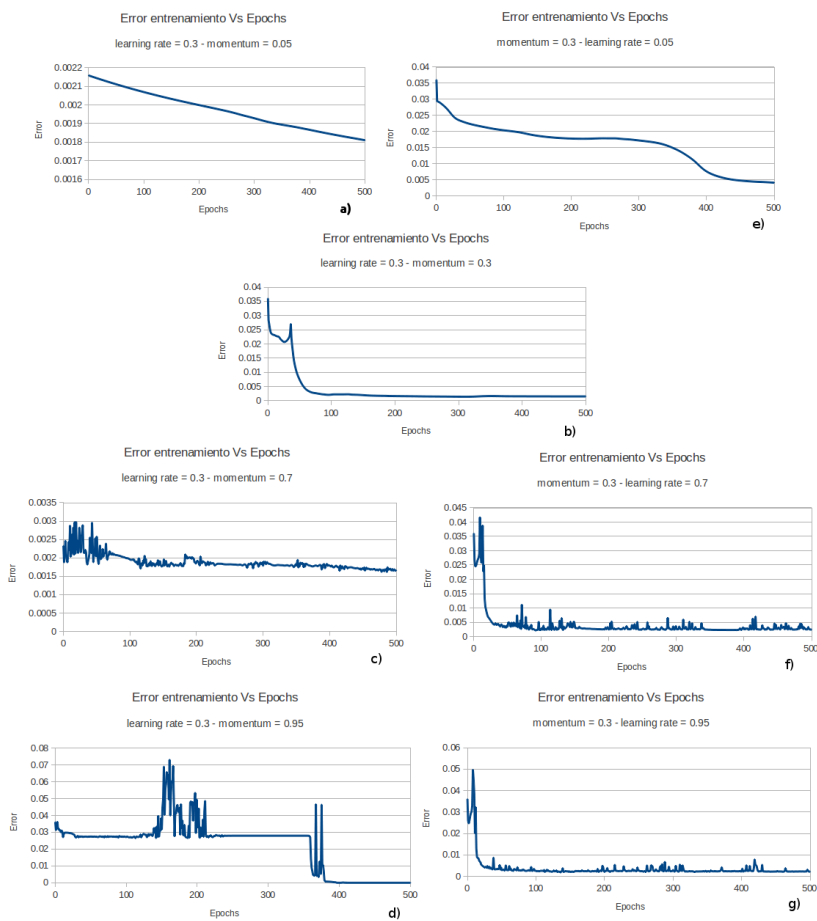 Error entrenamiento Vs Epochs
learning rate = 0.3 - momentum = 0.05
0.0022
0.0021
0.002
0.0019
0.0018
0.0017
0.0016
Error
0 100 200 300 400 500
Epochs
a)
Error entrenamiento Vs Epochs
momentum = 0.3 - learning rate = 0.05
0.04
0.035
0.03
0.025
0.02
0.015
0.01
0.005
0
Error
0 100 200 300 400 500
Epochs
e)
Error entrenamiento Vs Epochs
learning rate = 0.3 - momentum = 0.3
0.04
0.035
0.03
0.025
0.02
0.015
0.01
0.005
0
Error
0 100 200 300 400 500
Epochs
b)
Error entrenamiento Vs Epochs
learning rate = 0.3 - momentum = 0.7
0.0035
0.003
0.0025
0.002
0.0015
0.001
0.0005
0
Error
0 100 200 300 400 500
Epochs
c)
Error entrenamiento Vs Epochs
momentum = 0.3 - learning rate = 0.7
0.045
0.04
0.035
0.03
0.025
0.02
0.015
0.01
0.005
0
Error
0 100 200 300 400 500
Epochs
f)
Error entrenamiento Vs Epochs
learning rate = 0.3 - momentum = 0.95
0.08
0.07
0.06
0.05
0.04
0.03
0.02
0.01
0
Error
0 100 200 300 400 500
Epochs
d)
Error entrenamiento Vs Epochs
momentum = 0.3 - learning rate = 0.95
0.06
0.05
0.04
0.03
0.02
0.01
0
Error
0 100 200 300 400 500
Epochs
g)